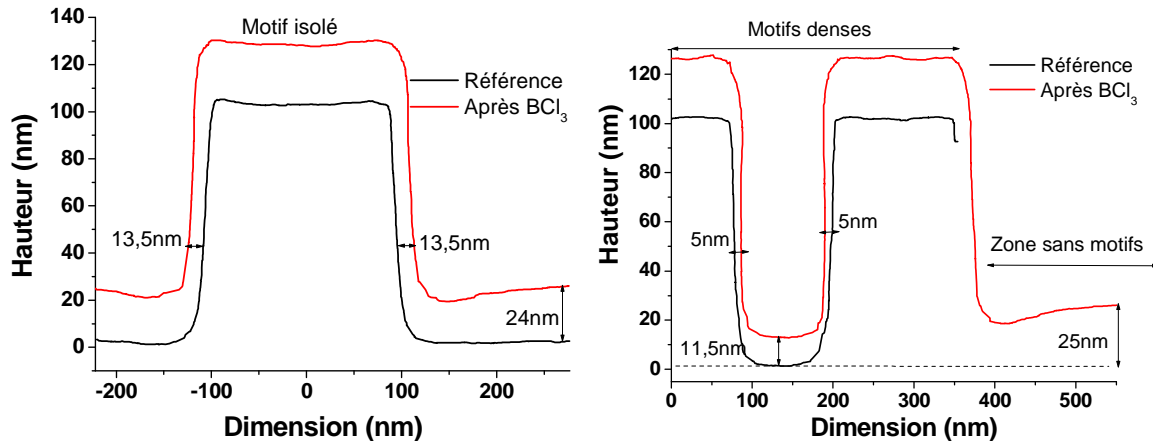 Motif isolé
Référence
Après BCl₃
13,5nm
13,5nm
24nm
Hauteur (nm)
140
120
100
80
60
40
20
0
-200
-100
0
100
200
Dimension (nm)
Motifs denses
Référence
Après BCl₃
5nm
5nm
Zone sans motifs
11,5nm
25nm
Hauteur (nm)
120
100
80
60
40
20
0
0
100
200
300
400
500
Dimension (nm)